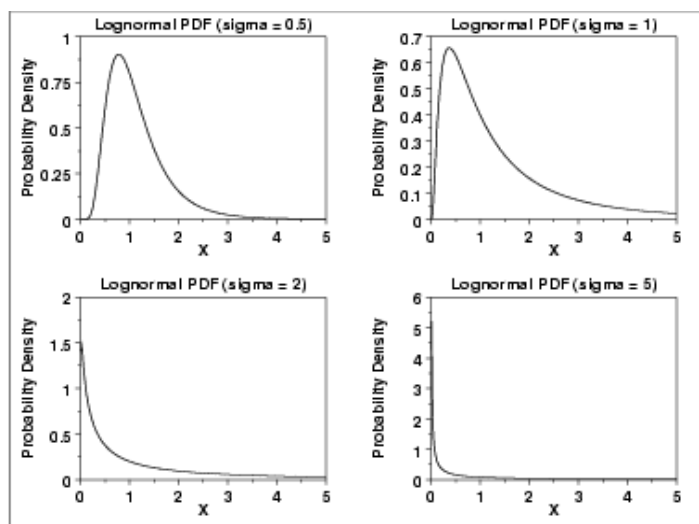 Lognormal PDF (sigma = 0.5)
1
0.75
0.5
0.25
0
Probability Density
0 1 2 3 4 5
X
Lognormal PDF (sigma = 1)
0.7
0.6
0.5
0.4
0.3
0.2
0.1
0
Probability Density
0 1 2 3 4 5
X
Lognormal PDF (sigma = 2)
2
1.5
1
0.5
0
Probability Density
0 1 2 3 4 5
X
Lognormal PDF (sigma = 5)
6
5
4
3
2
1
0
Probability Density
0 1 2 3 4 5
X